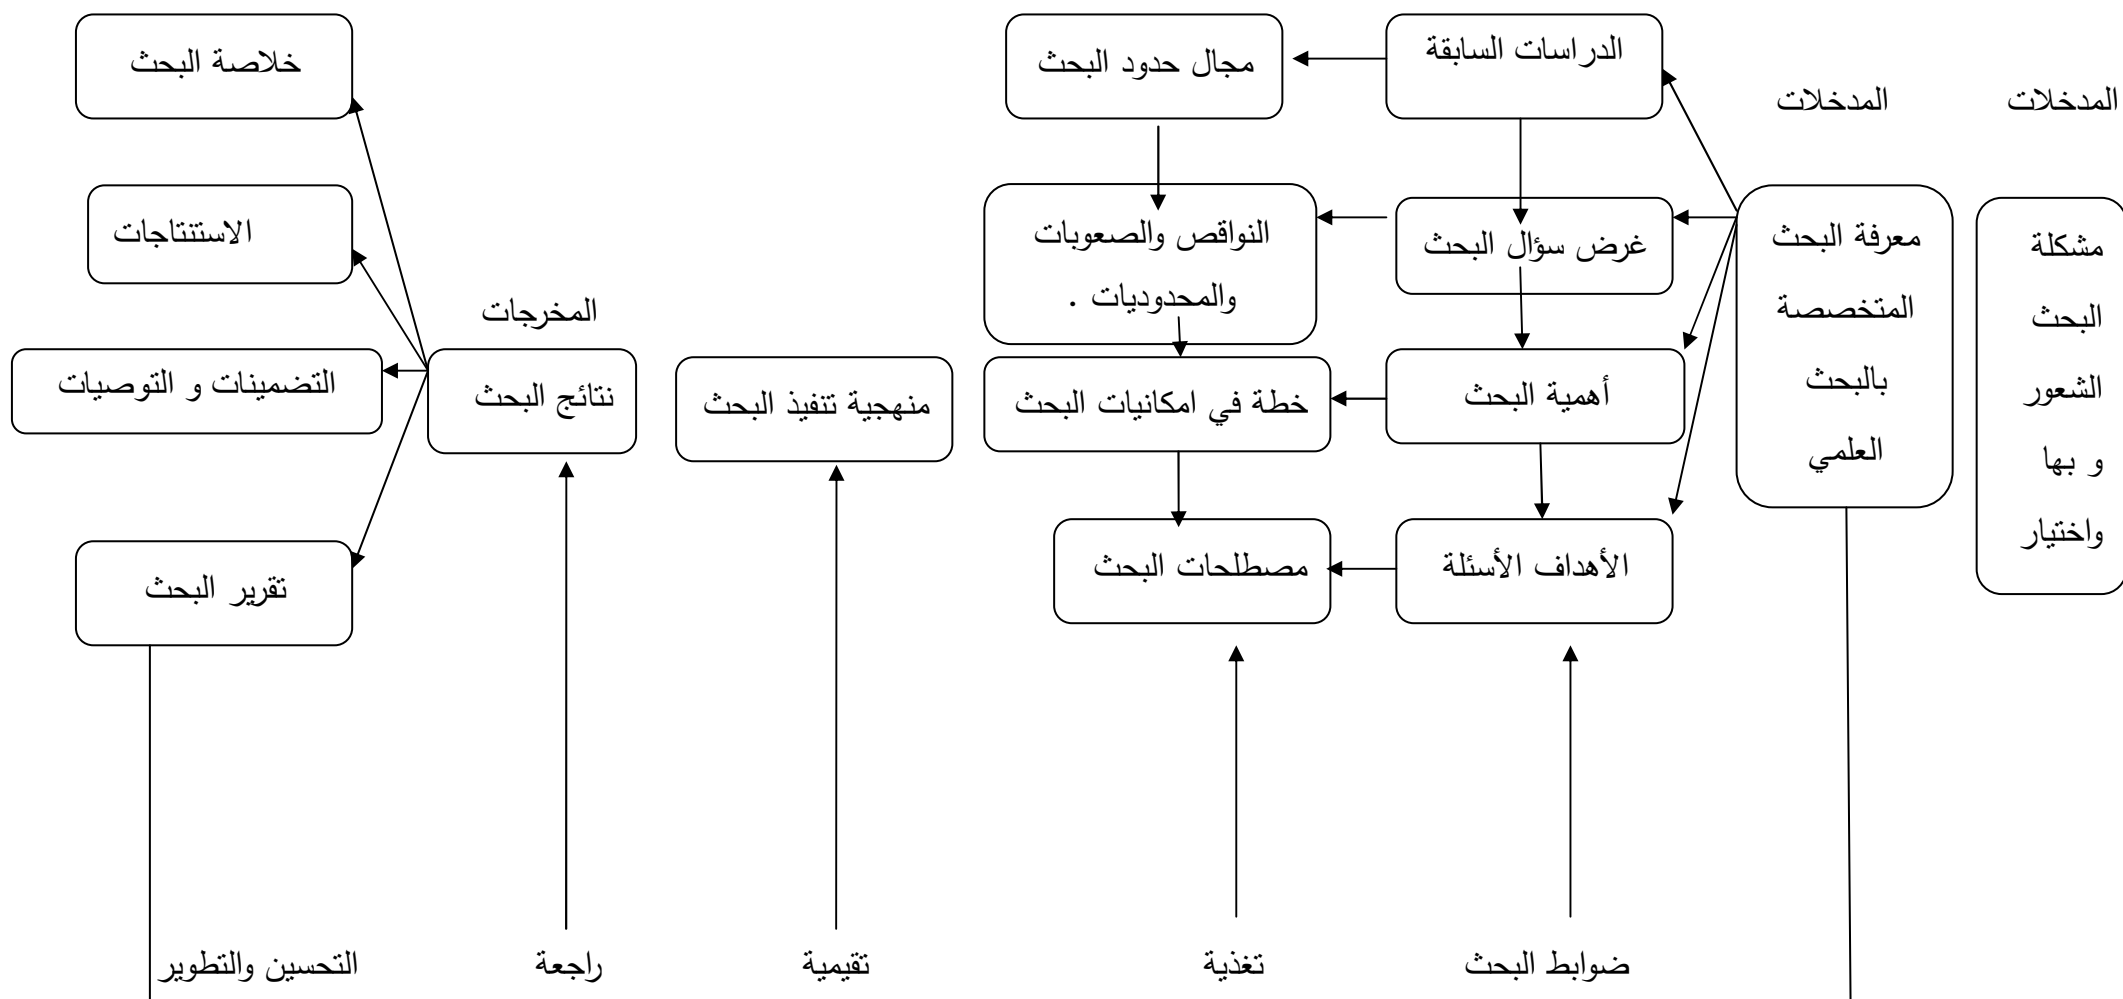 المدخلات
مشكلة
البحث
الشعور
و بها
واختيار
المدخلات
معرفة البحث
المتخصصة
بالبحث
العلمي
الدراسات السابقة
غرض سؤال البحث
أهمية البحث
الأهداف الأسئلة
مجال حدود البحث
النواقص والصعوبات
والمحدوديات .
خطة في امكانيات البحث
مصطلحات البحث
منهجية تنفيذ البحث
المخرجات
نتائج البحث
خلاصة البحث
الاستنتاجات
التضمينات و التوصيات
تقرير البحث
ضوابط البحث
تغذية
تقيمية
راجعة
التحسين والتطوير